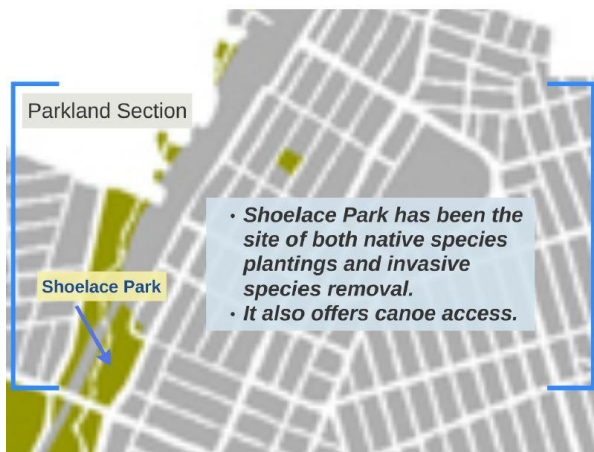 Parkland Section
• Shoelace Park has been the
site of both native species
plantings and invasive
species removal.
• It also offers canoe access.
Shoelace Park